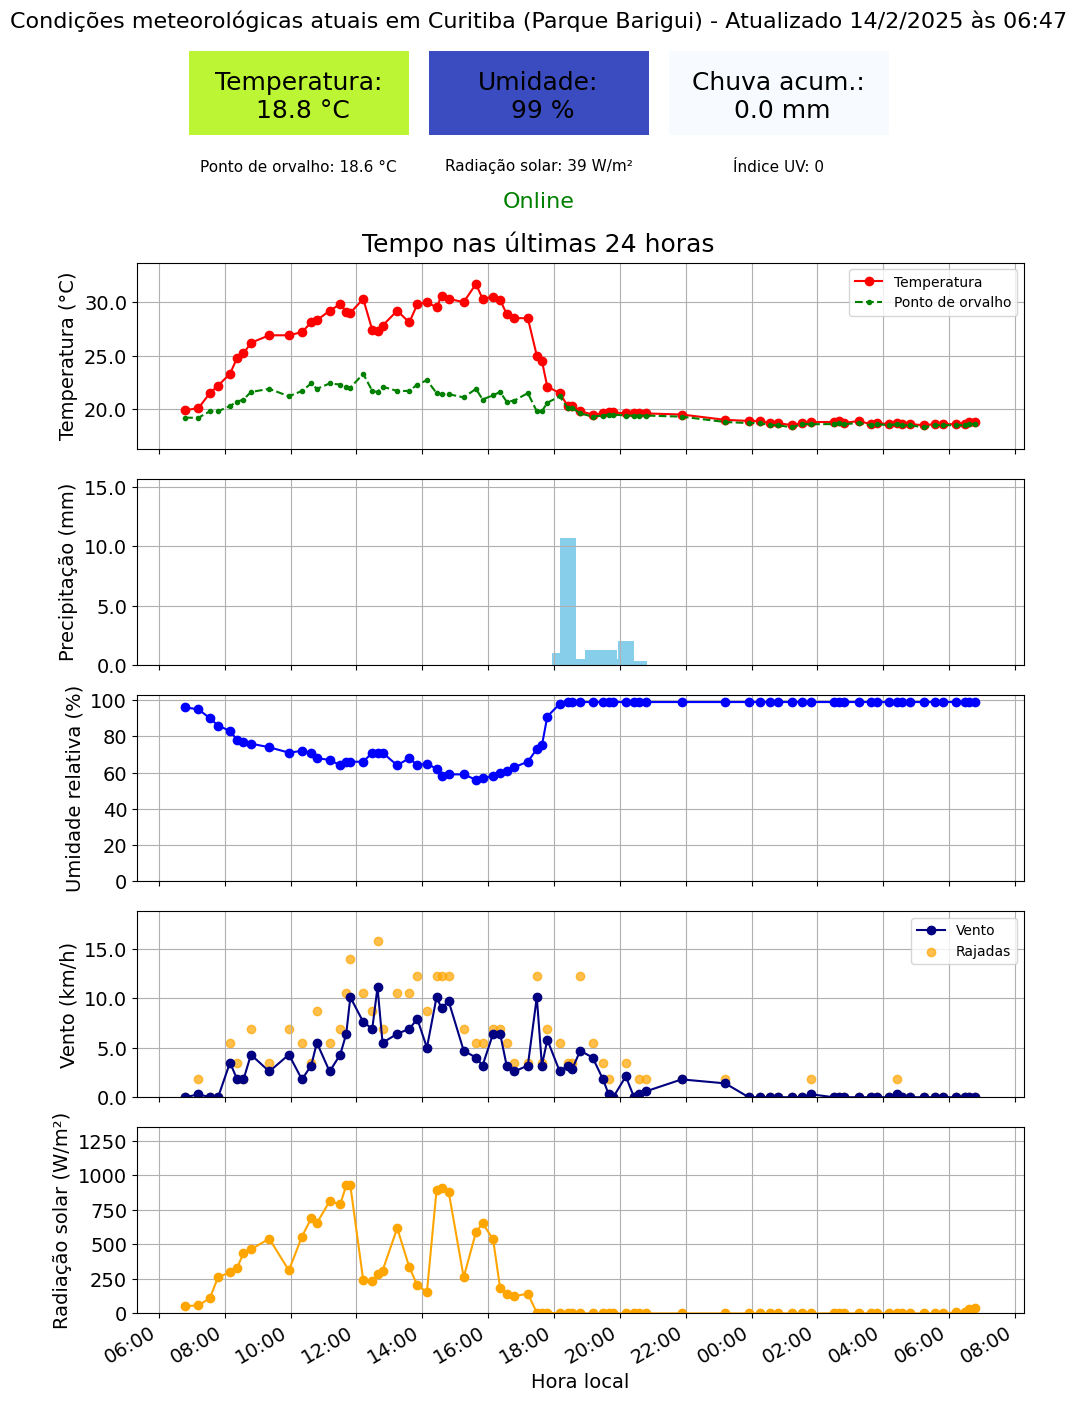 Condições meteorológicas atuais em Curitiba (Parque Barigui) - Atualizado 14/2/2025 às 06:47
Temperatura:
18.8 °C
Umidade:
99 %
Chuva acum.:
0.0 mm
Ponto de orvalho: 18.6 °C
Radiação solar: 39 W/m²
Índice UV: 0
Online
Tempo nas últimas 24 horas
Temperatura (°C)
30.0
25.0
20.0
Temperatura
Ponto de orvalho
Precipitação (mm)
15.0
10.0
5.0
0.0
Umidade relativa (%)
100
80
60
40
20
0
Vento (km/h)
15.0
10.0
5.0
0.0
Vento
Rajadas
Radiação solar (W/m²)
1250
1000
750
500
250
0
06:00
08:00
10:00
12:00
14:00
16:00
18:00
20:00
22:00
00:00
02:00
04:00
06:00
08:00
Hora local